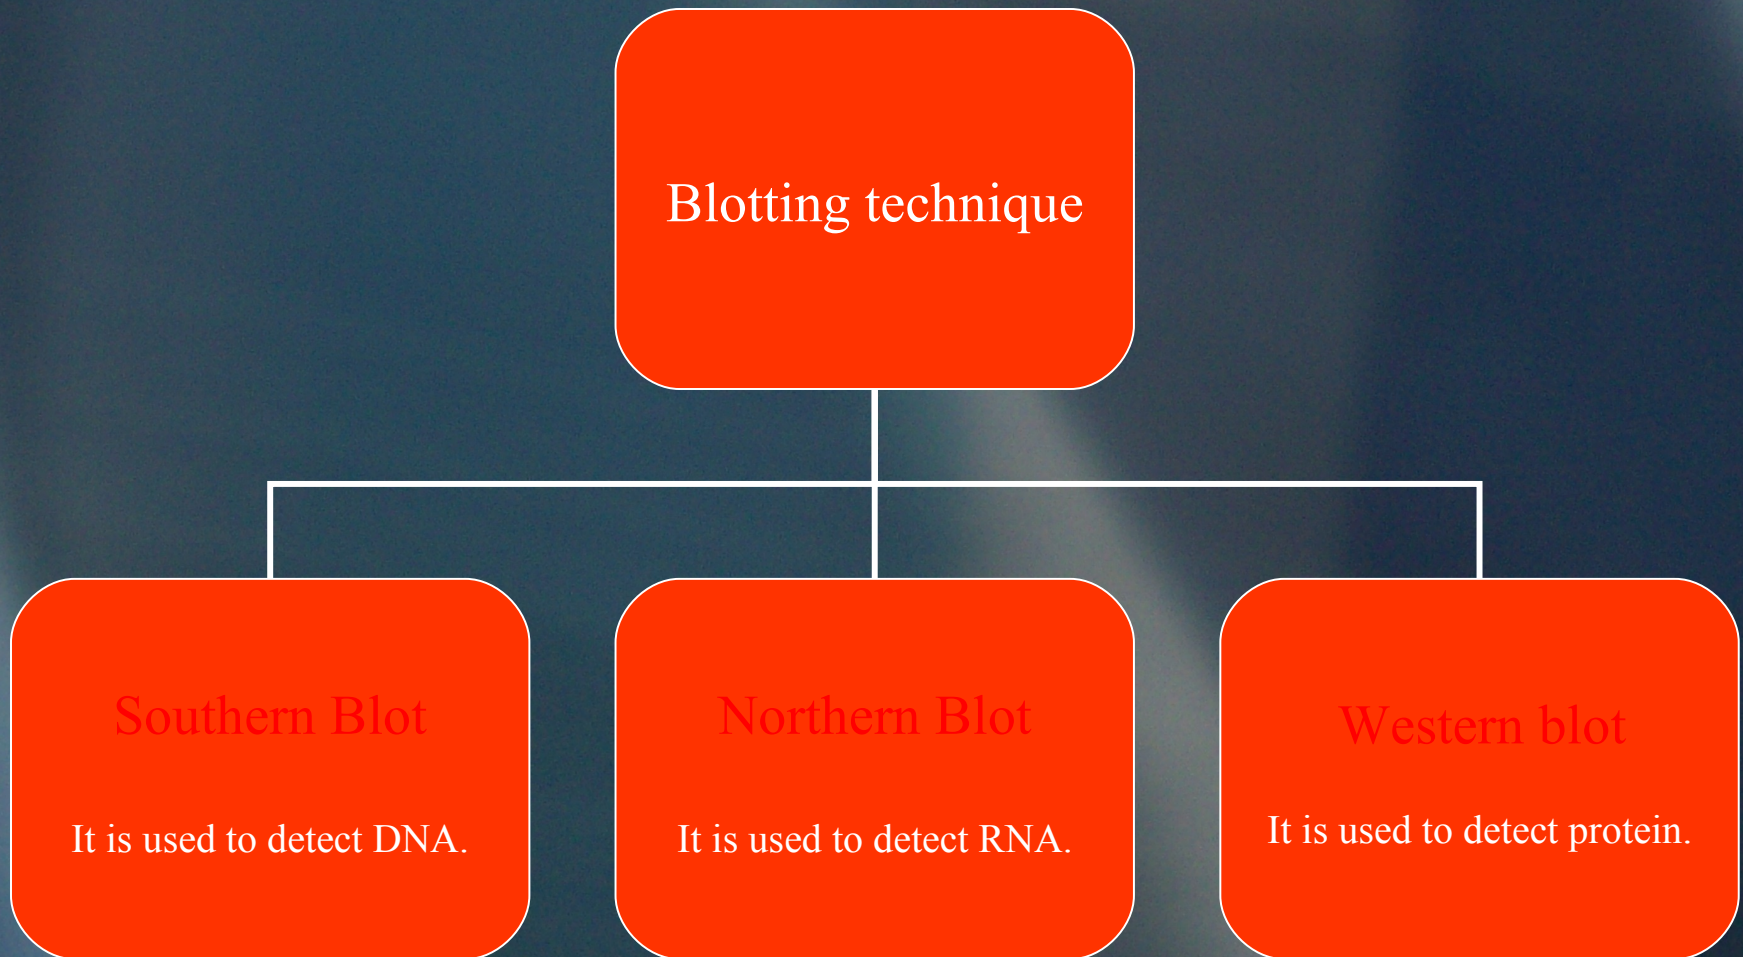 Blotting technique
Southern Blot
It is used to detect DNA.
Northern Blot
It is used to detect RNA.
Western blot
It is used to detect protein.